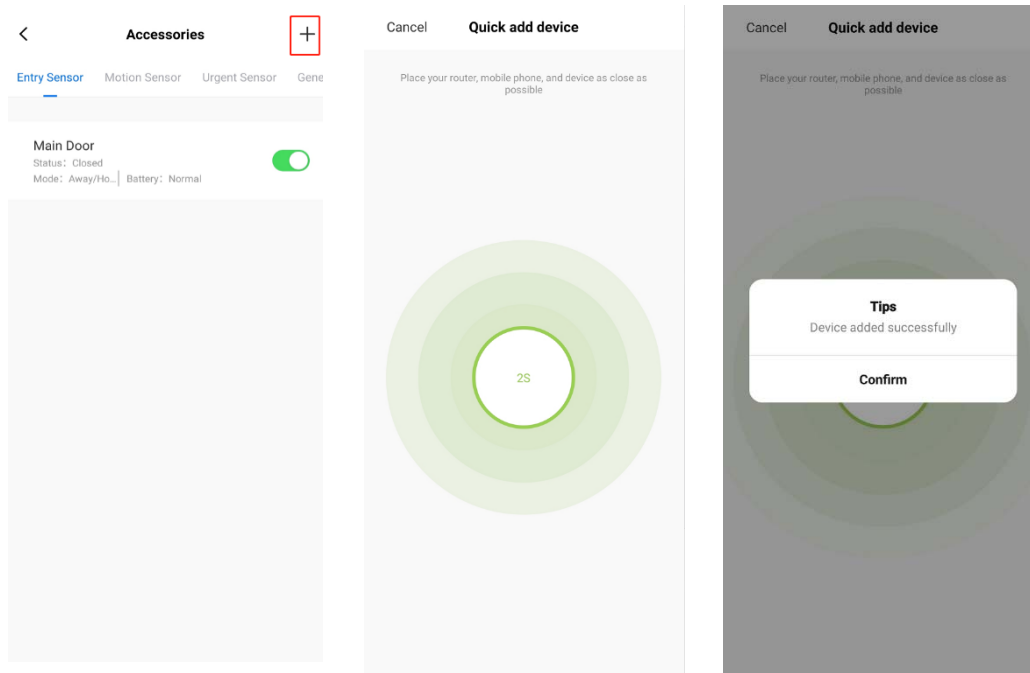 Accessories
Entry Sensor Motion Sensor Urgent Sensor Gene
Main Door
Status: Closed
Mode: Away/Ho... Battery: Normal
Cancel Quick add device
Place your router, mobile phone, and device as close as
possible
2S
Cancel Quick add device
Place your router, mobile phone, and device as close as
possible
Tips
Device added successfully
Confirm